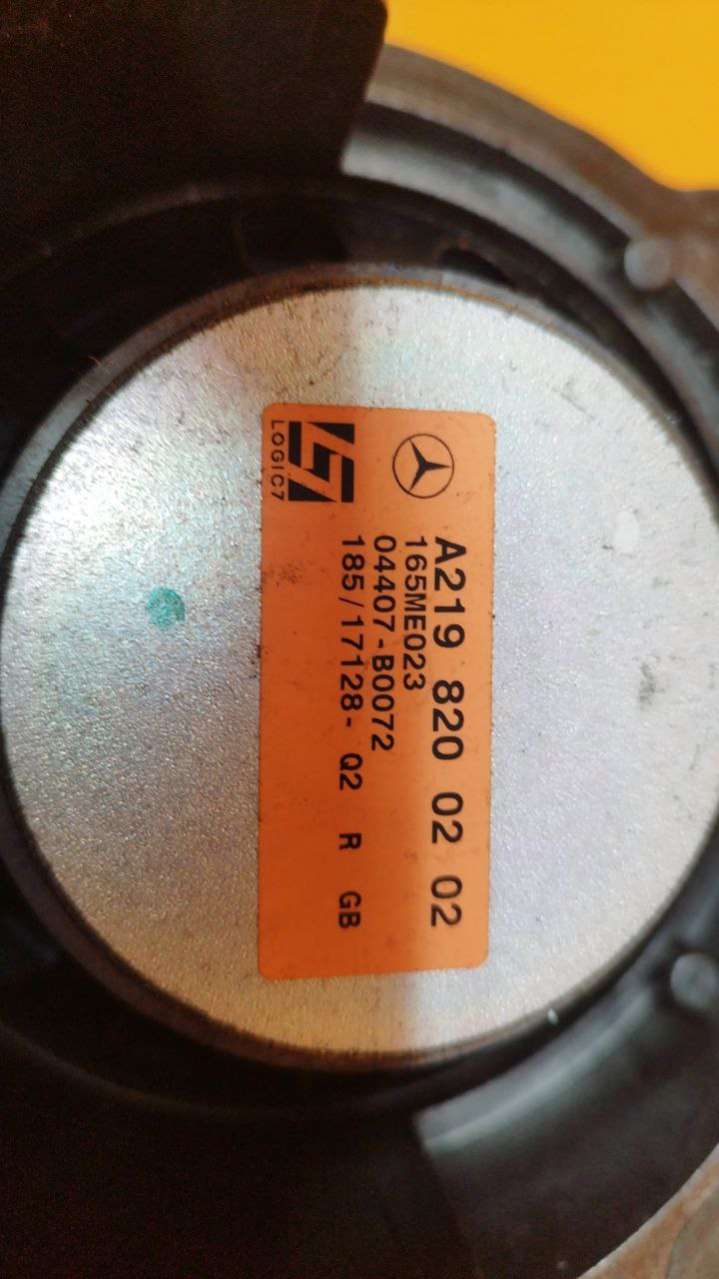 A219 820 02 02
165ME023
04407-B0072
185/17128- Q2 R GB
LOGIC7